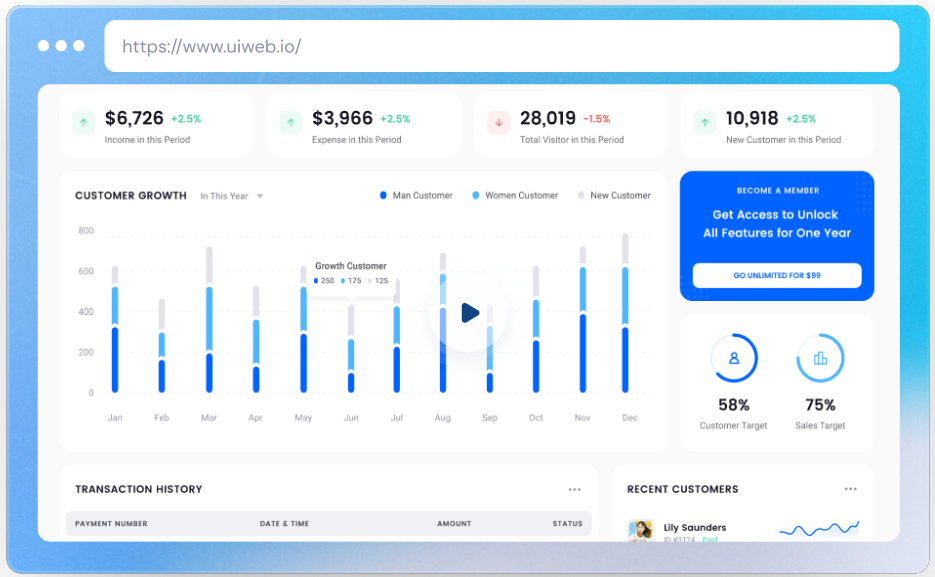 https://www.uiweb.io/
$6,726 +2.5%
Income in this Period
$3,966 +2.5%
Expense in this Period
28,019 -1.5%
Total Visitor in this Period
10,918 +2.5%
New Customer in this Period
CUSTOMER GROWTH In This Year
Man Customer Women Customer New Customer
800
600
400
200
0
Growth Customer
250 175 125
Jan Feb Mar Apr May Jun Jul Aug Sep Oct Nov Dec
BECOME A MEMBER
Get Access to Unlock
All Features for One Year
GO UNLIMITED FOR $99
58%
Customer Target
75%
Sales Target
TRANSACTION HISTORY
PAYMENT NUMBER DATE & TIME AMOUNT STATUS
RECENT CUSTOMERS
Lily Saunders
ID #3124 Paid